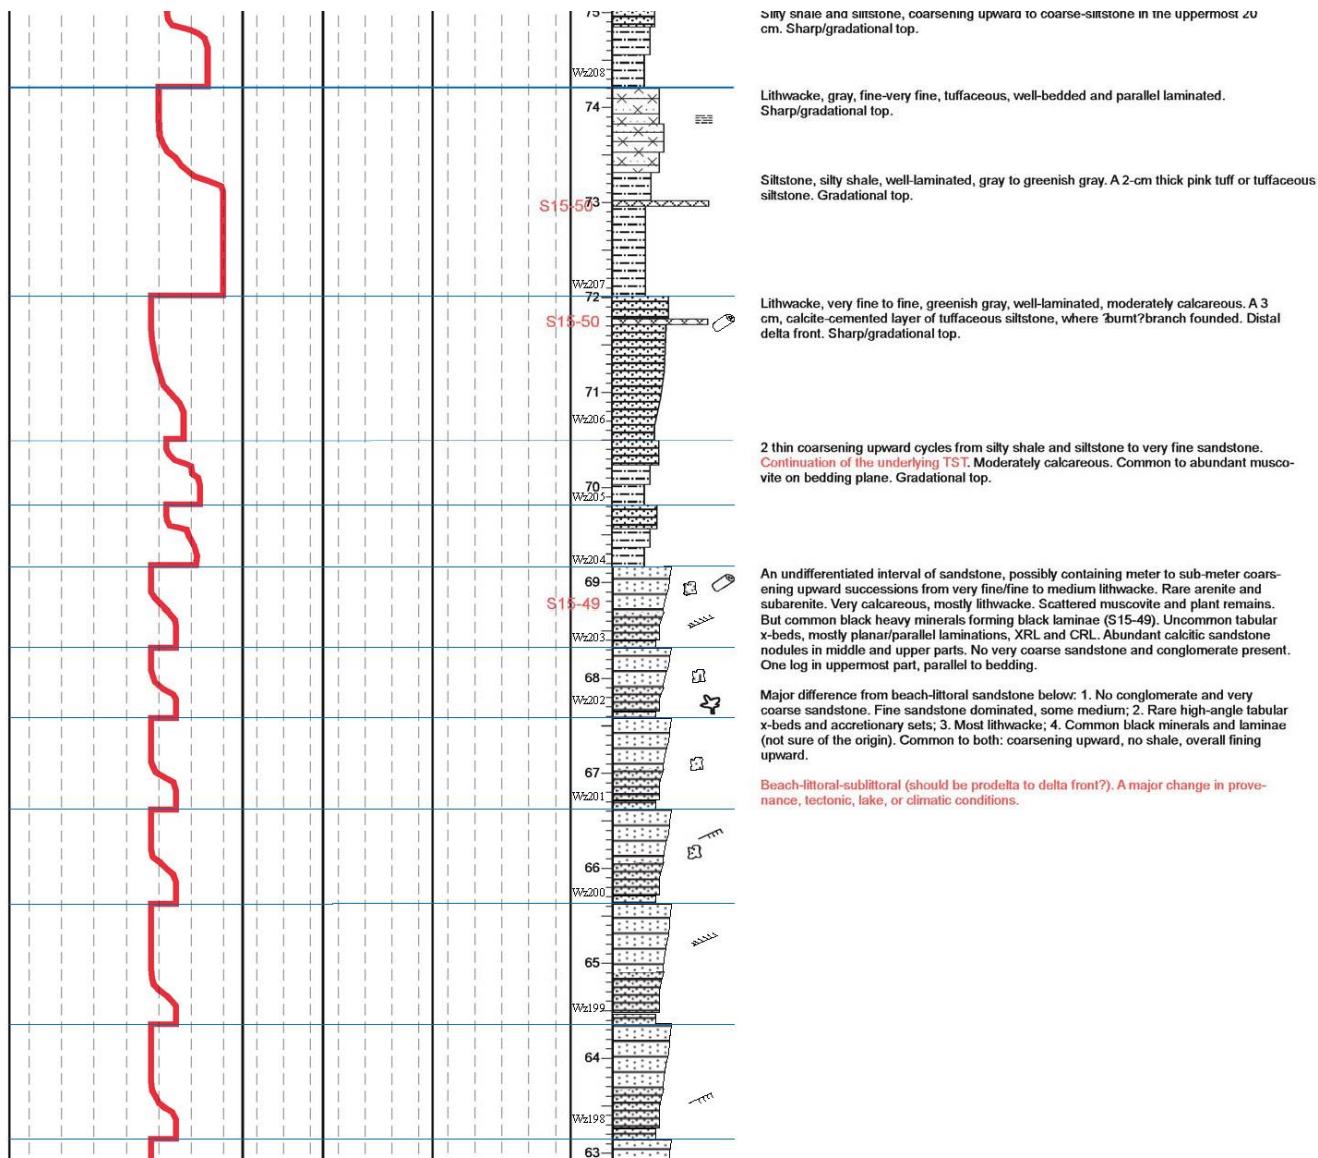 75
Silty shale and siltstone, coarsening upward to coarse-siltstone in the uppermost 20
cm. Sharp/gradational top.
Wz208
74
Lithwacke, gray, fine-very fine, tuffaceous, well-bedded and parallel laminated.
Sharp/gradational top.
Siltstone, silty shale, well-laminated, gray to greenish gray. A 2-cm thick pink tuff or tuffaceous
siltstone. Gradational top.
S15-50
73
Wz207
72
Lithwacke, very fine to fine, greenish gray, well-laminated, moderately calcareous. A 3
cm, calcite-cemented layer of tuffaceous siltstone, where ?burnt?branch founded. Distal
delta front. Sharp/gradational top.
S15-50
71
Wz206
2 thin coarsening upward cycles from silty shale and siltstone to very fine sandstone.
Continuation of the underlying TST. Moderately calcareous. Common to abundant musco-
vite on bedding plane. Gradational top.
70
Wz205
Wz204
69
An undifferentiated interval of sandstone, possibly containing meter to sub-meter coars-
ening upward successions from very fine/fine to medium lithwacke. Rare arenite and
subarenite. Very calcareous, mostly lithwacke. Scattered muscovite and plant remains.
But common black heavy minerals forming black laminae (S15-49). Uncommon tabular
x-beds, mostly planar/parallel laminations, XRL and CRL. Abundant calcitic sandstone
nodules in middle and upper parts. No very coarse sandstone and conglomerate present.
One log in uppermost part, parallel to bedding.
S15-49
Wz203
68
Wz202
Major difference from beach-littoral sandstone below: 1. No conglomerate and very
coarse sandstone. Fine sandstone dominated, some medium; 2. Rare high-angle tabular
x-beds and accretionary sets; 3. Most lithwacke; 4. Common black minerals and laminae
(not sure of the origin). Common to both: coarsening upward, no shale, overall fining
upward.
67
Wz201
Beach-littoral-sublittoral (should be prodelta to delta front?). A major change in prove-
nance, tectonic, lake, or climatic conditions.
66
Wz200
65
Wz199
64
Wz198
63